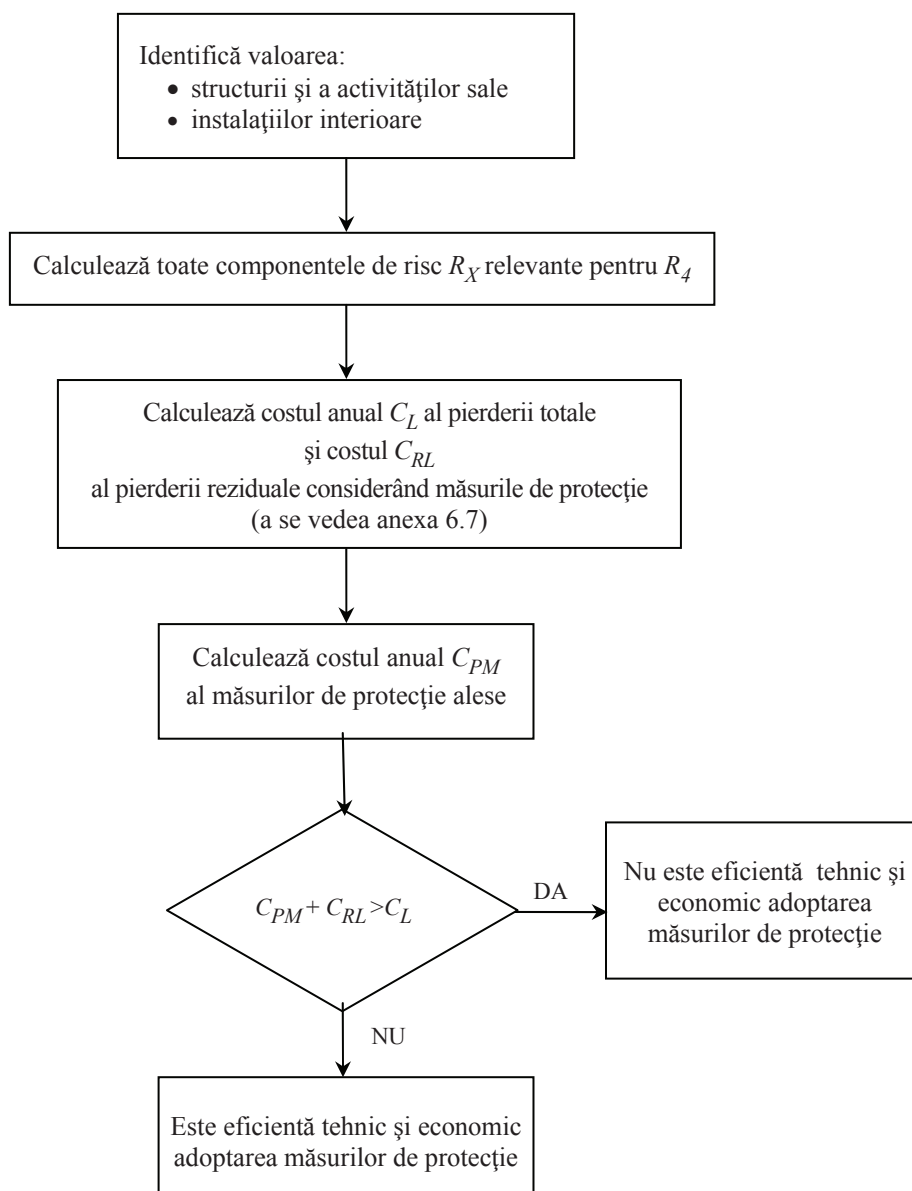 Identifică valoarea:
• structurii şi a activităţilor sale
• instalaţiilor interioare
Calculează toate componentele de risc R_X relevante pentru R_4
Calculează costul anual C_L al pierderii totale
şi costul C_RL
al pierderii reziduale considerând măsurile de protecţie
(a se vedea anexa 6.7)
Calculează costul anual C_PM
al măsurilor de protecţie alese
C_PM + C_RL >C_L
DA
Nu este eficientă tehnic şi
economic adoptarea
măsurilor de protecţie
NU
Este eficientă tehnic şi economic
adoptarea măsurilor de protecţie